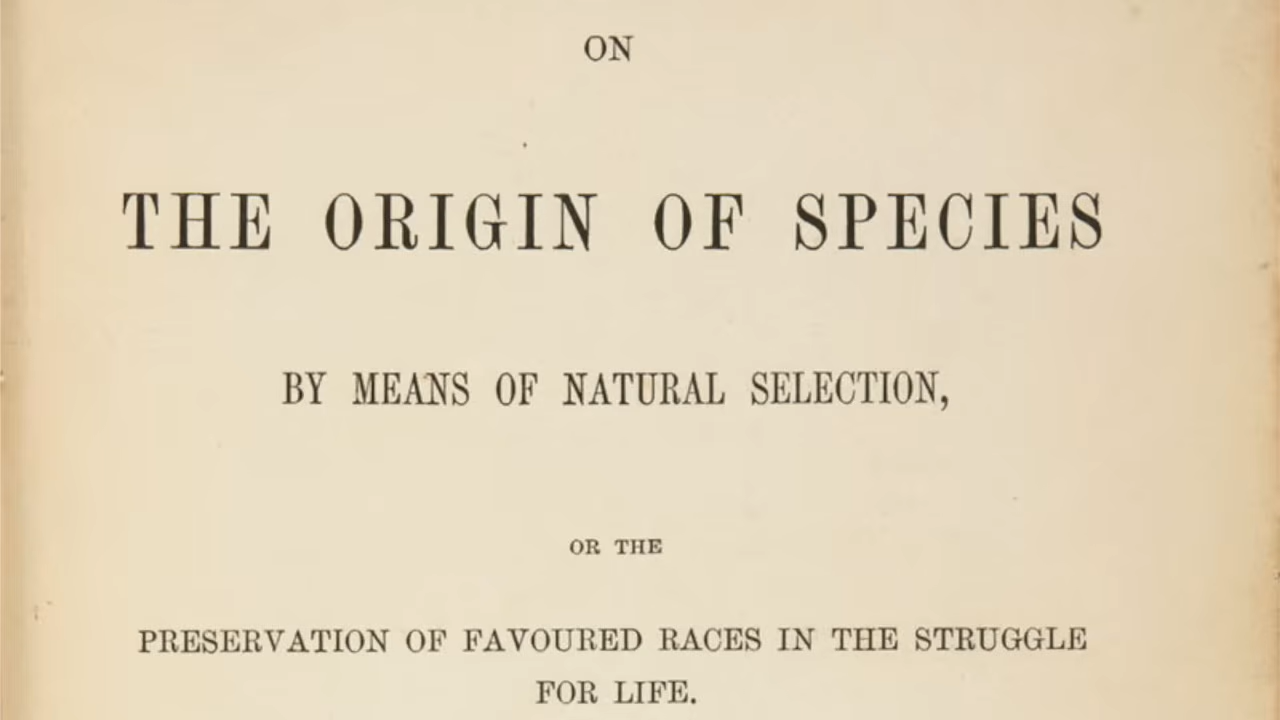 ON
THE ORIGIN OF SPECIES
BY MEANS OF NATURAL SELECTION,
OR THE
PRESERVATION OF FAVOURED RACES IN THE STRUGGLE
FOR LIFE.